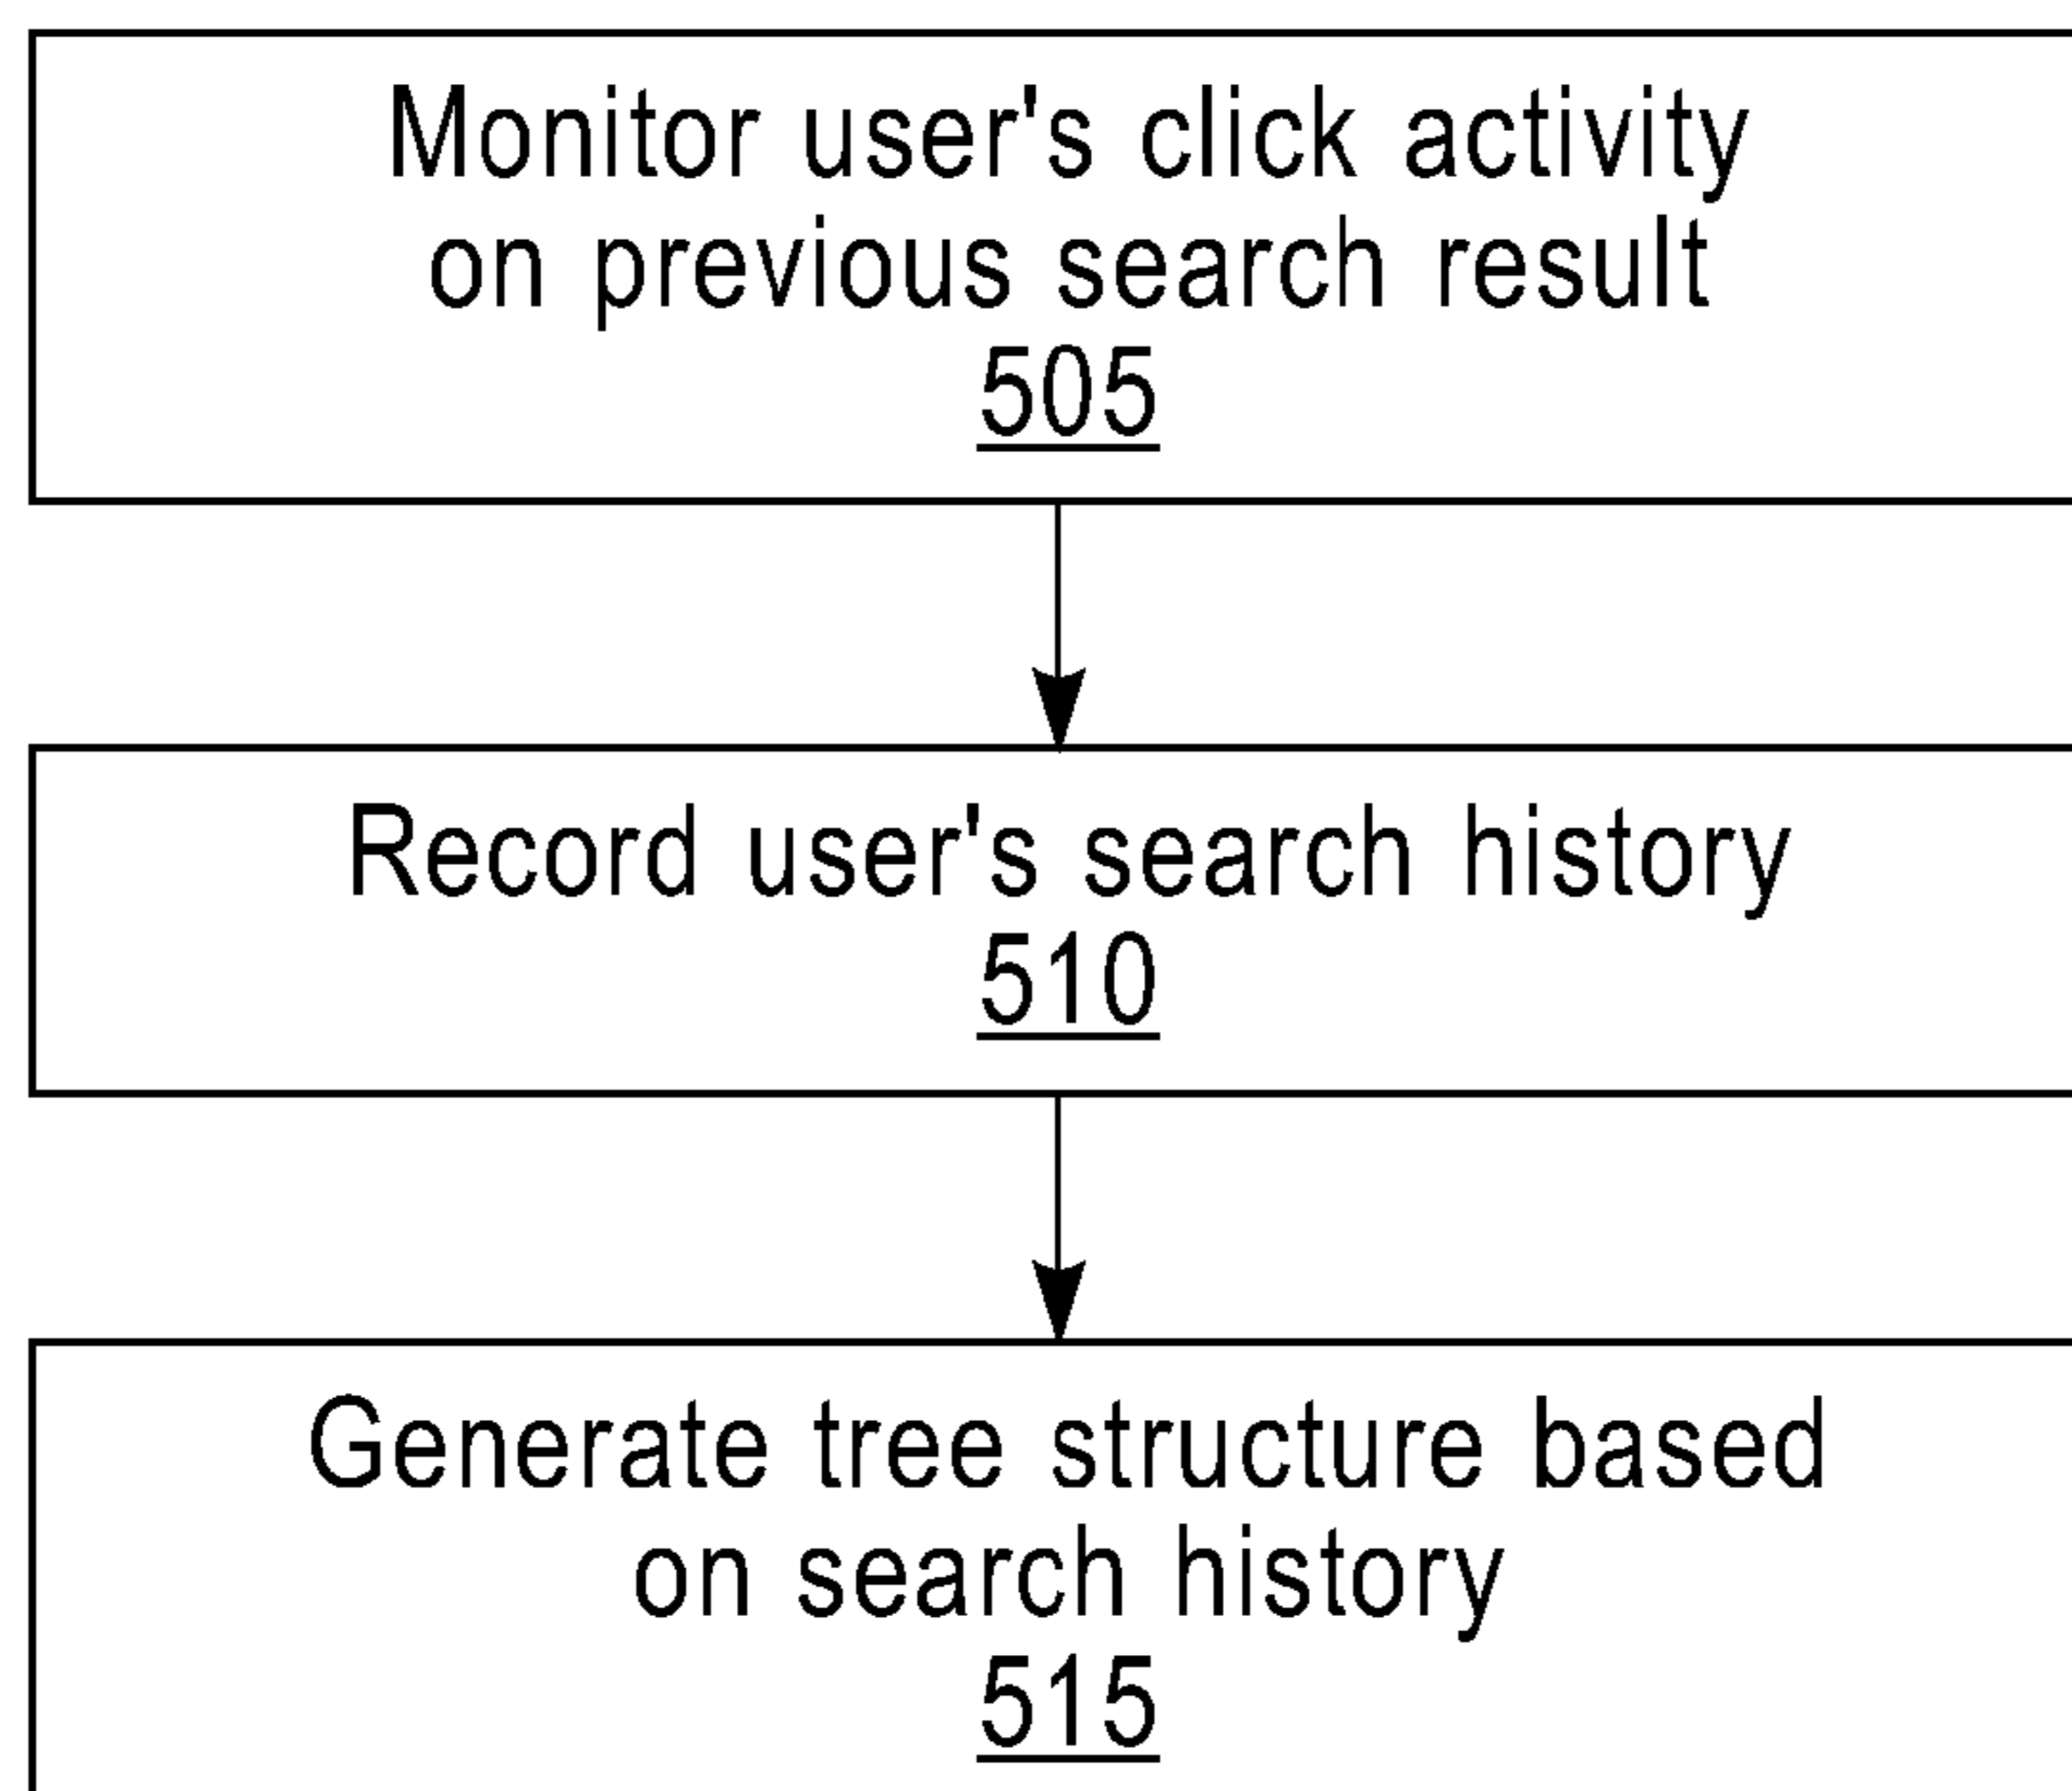 Monitor user's click activity
on previous search result
505
Record user's search history
510
Generate tree structure based
on search history
515